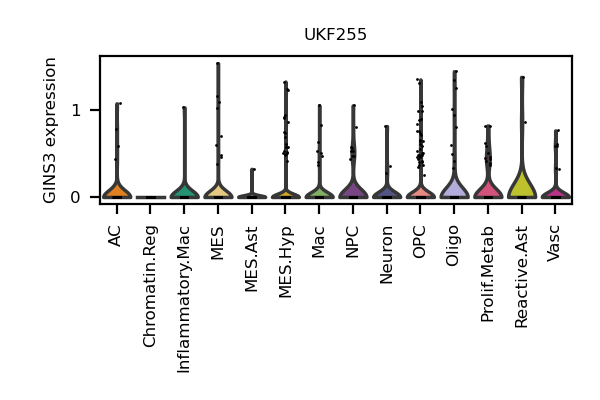 UKF255
GINS3 expression
1
0
AC
Chromatin.Reg
Inflammatory.Mac
MES
MES.Ast
MES.Hyp
Mac
NPC
Neuron
OPC
Oligo
Prolif.Metab
Reactive.Ast
Vasc